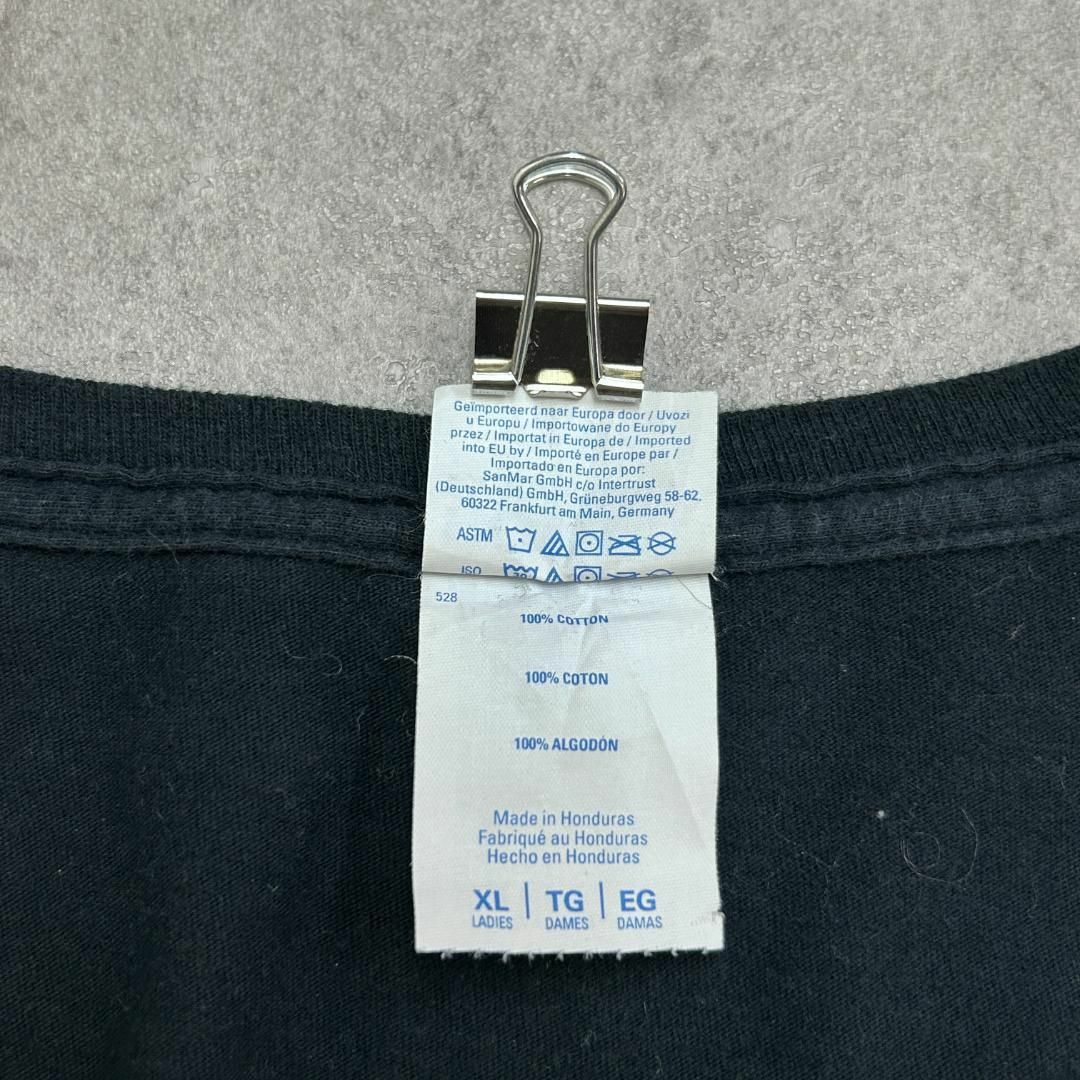 Geïmporteerd naar Europa door / Uvozi
u Europu / Importowane do Europy
przez / Importat in Europa de / Imported
into EU by / Importé en Europe par /
Importado en Europa por:
SanMar GmbH c/o Intertrust
(Deutschland) GmbH, Grüneburgweg 58-62,
60322 Frankfurt am Main, Germany
ASTM
ISO
528
100% COTTON
100% COTON
100% ALGODÓN
Made in Honduras
Fabriqué au Honduras
Hecho en Honduras
XL | TG | EG
LADIES DAMES DAMAS